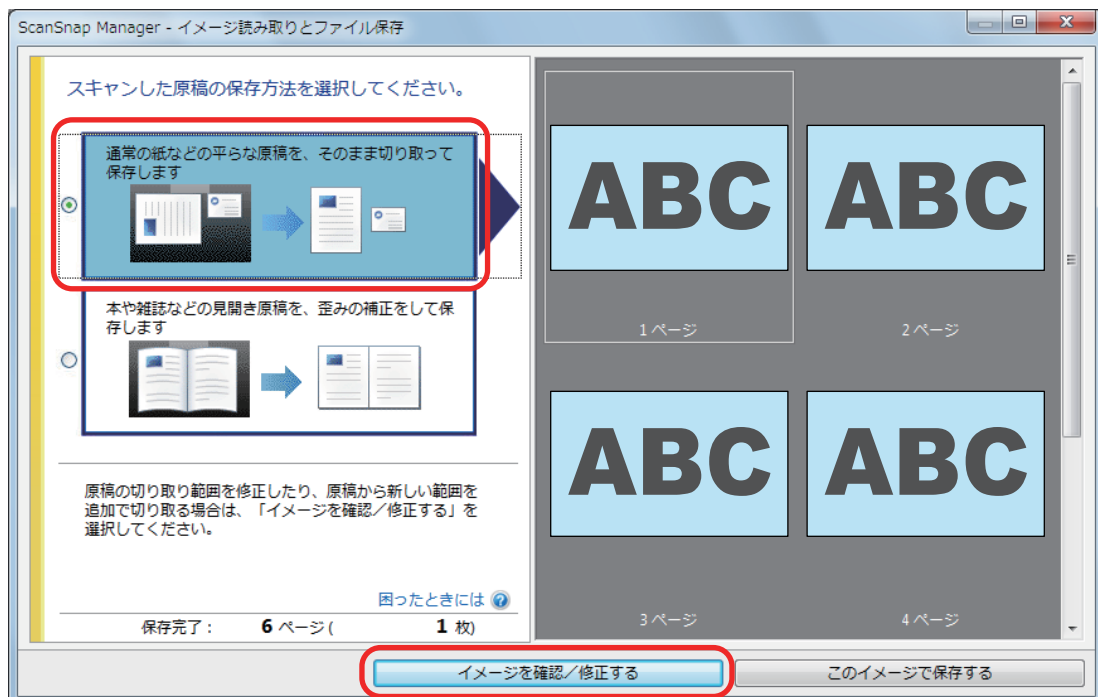 ScanSnap Manager - イメージ読み取りとファイル保存
スキャンした原稿の保存方法を選択してください。
通常の紙などの平らな原稿を、そのまま切り取って
保存します
本や雑誌などの見開き原稿を、歪みの補正をして保
存します
原稿の切り取り範囲を修正したり、原稿から新しい範囲を
追加で切り取る場合は、「イメージを確認／修正する」を
選択してください。
困ったときには
保存完了： 6 ページ ( 1 枚)
ABC
1 ページ
ABC
2 ページ
ABC
3 ページ
ABC
4 ページ
イメージを確認／修正する
このイメージで保存する